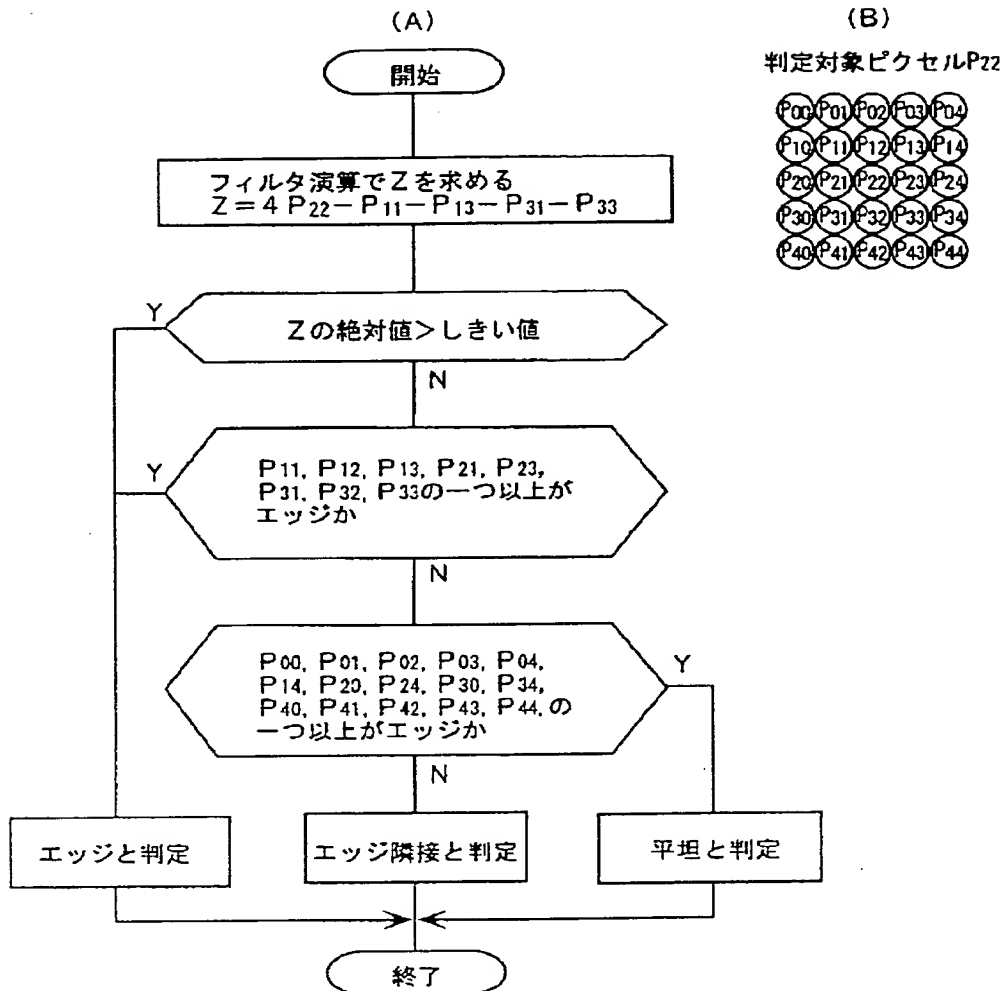 (A)
開始
フィルタ演算でZを求める
Z=4P22-P11-P13-P31-P33
Zの絶対値>しきい値
Y
N
P11, P12, P13, P21, P23,
P31, P32, P33の一つ以上が
エッジか
Y
N
P00, P01, P02, P03, P04,
P14, P20, P24, P30, P34,
P40, P41, P42, P43, P44, の
一つ以上がエッジか
Y
N
エッジと判定
エッジ隣接と判定
平坦と判定
終了
(B)
判定対象ピクセルP22
P00 P01 P02 P03 P04
P10 P11 P12 P13 P14
P20 P21 P22 P23 P24
P30 P31 P32 P33 P34
P40 P41 P42 P43 P44